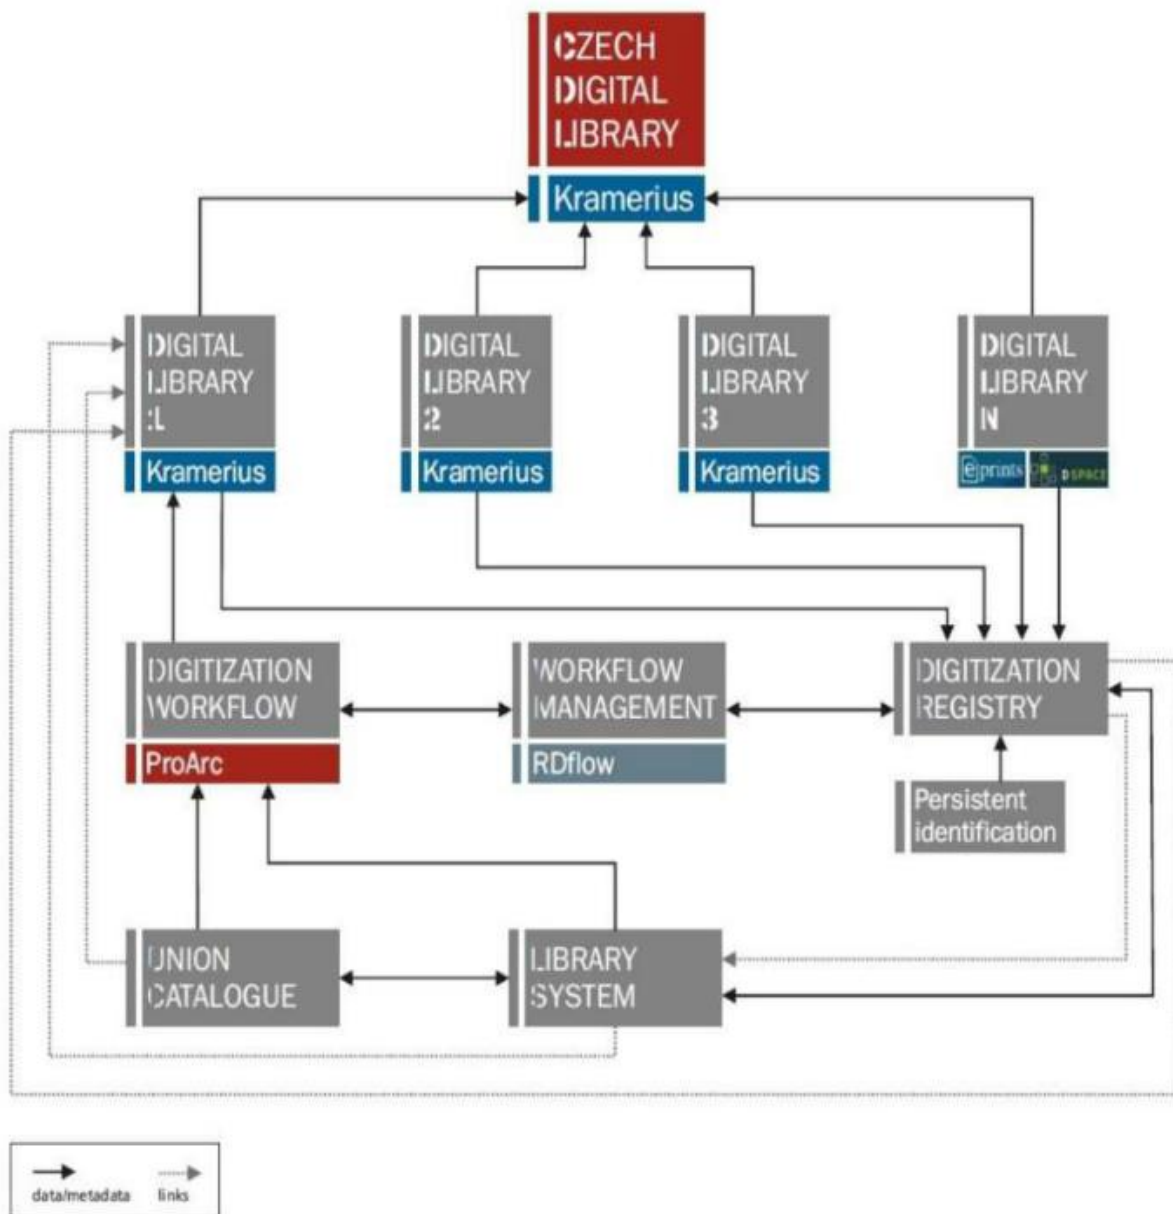 CZECH
DIGITAL
LIBRARY
Kramerius
DIGITAL
LIBRARY
1
Kramerius
DIGITAL
LIBRARY
2
Kramerius
DIGITAL
LIBRARY
3
Kramerius
DIGITAL
LIBRARY
N
eprints
DSPACE
DIGITIZATION
WORKFLOW
ProArc
WORKFLOW
MANAGEMENT
RDflow
DIGITIZATION
REGISTRY
Persistent
identification
UNION
CATALOGUE
LIBRARY
SYSTEM
data/metadata
links